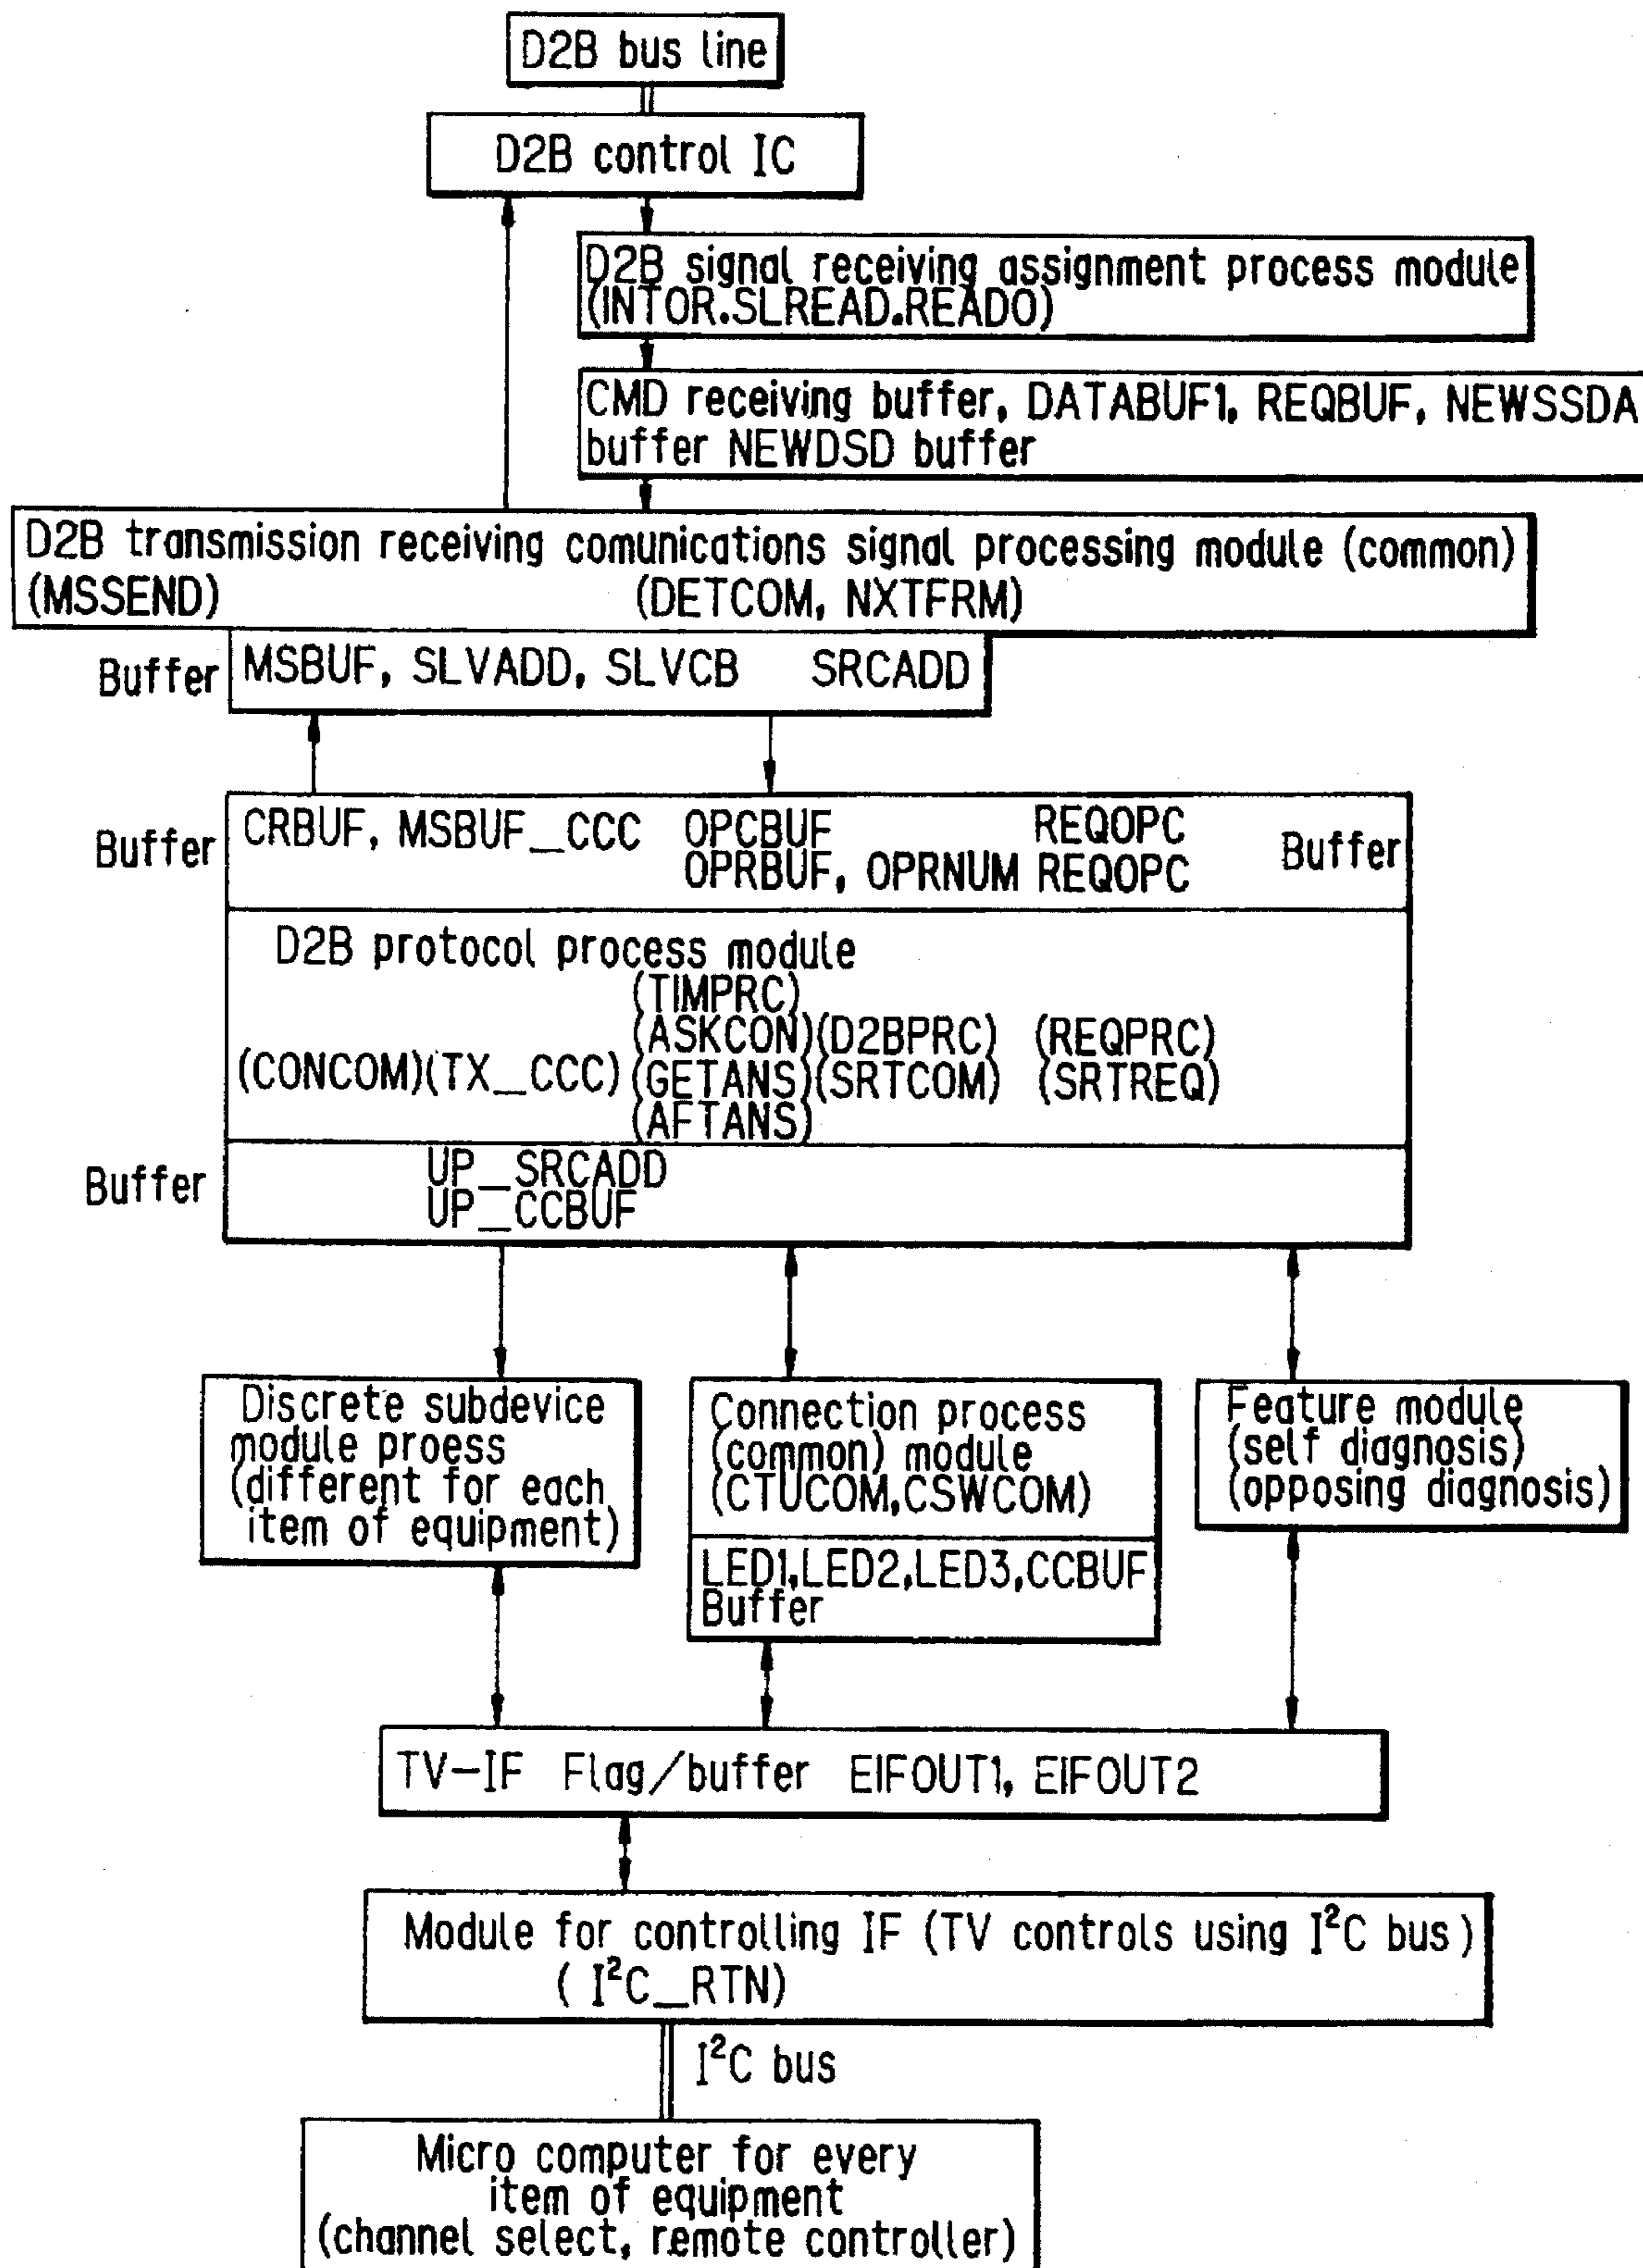 D2B bus line
D2B control IC
D2B signal receiving assignment process module
(INTOR.SLREAD.READO)
CMD receiving buffer, DATABUF1, REQBUF, NEWSSDA
buffer NEWDSD buffer
D2B transmission receiving comunications signal processing module (common)
(MSSEND) (DETCOM, NXTFRM)
Buffer MSBUF, SLVADD, SLVCB SRCADD
Buffer CRBUF, MSBUF_CCC OPCBUF REQOPC Buffer
OPRBUF, OPRNUM REQOPC
D2B protocol process module
(TIMPRC)
(ASKCON)(D2BPRC) (REQPRC)
(CONCOM)(TX_CCC)(GETANS)(SRTCOM) (SRTREQ)
(AFTANS)
Buffer UP_SRCADD
UP_CCBUF
Discrete subdevice
module proess
(different for each
item of equipment)
Connection process
(common) module
(CTUCOM,CSWCOM)
LED1,LED2,LED3,CCBUF
Buffer
Feature module
(self diagnosis)
(opposing diagnosis)
TV-IF Flag/buffer EIFOUT1, EIFOUT2
Module for controlling IF (TV controls using I²C bus)
( I²C_RTN)
I²C bus
Micro computer for every
item of equipment
(channel select, remote controller)